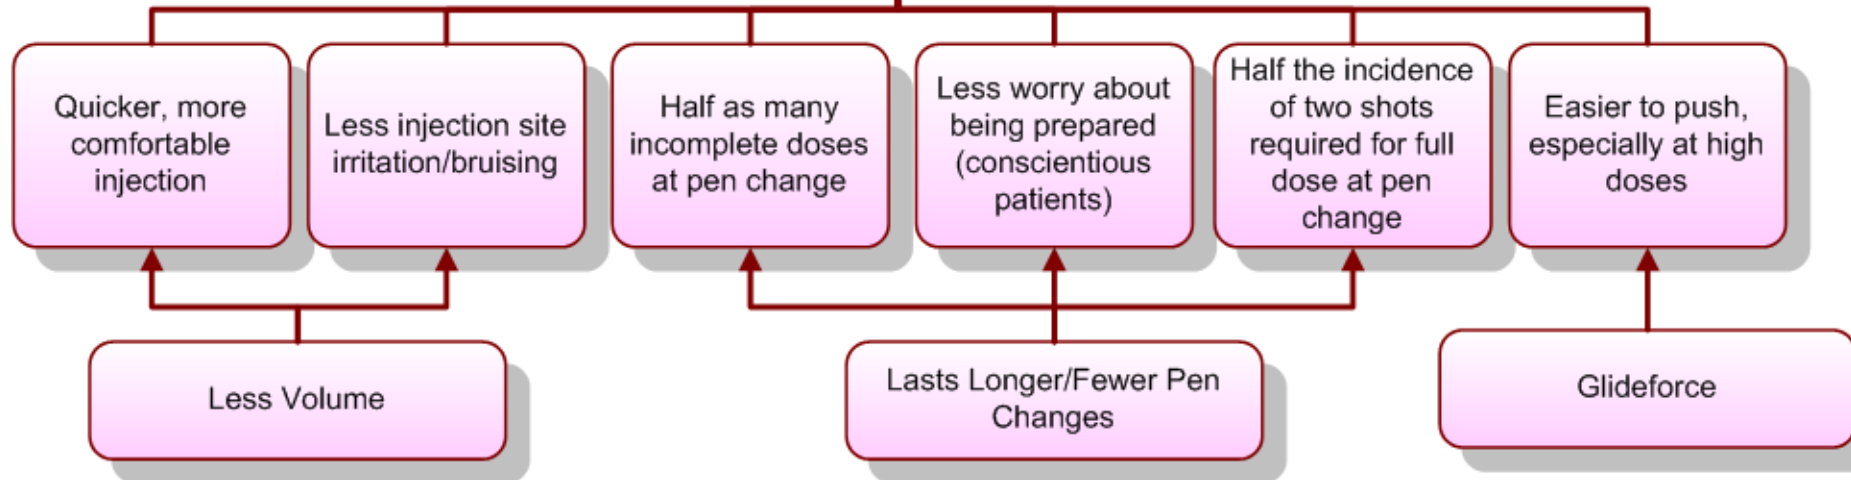 Quicker, more
comfortable
injection
Less injection site
irritation/bruising
Half as many
incomplete doses
at pen change
Less worry about
being prepared
(conscientious
patients)
Half the incidence
of two shots
required for full
dose at pen
change
Easier to push,
especially at high
doses
Less Volume
Lasts Longer/Fewer Pen
Changes
Glideforce